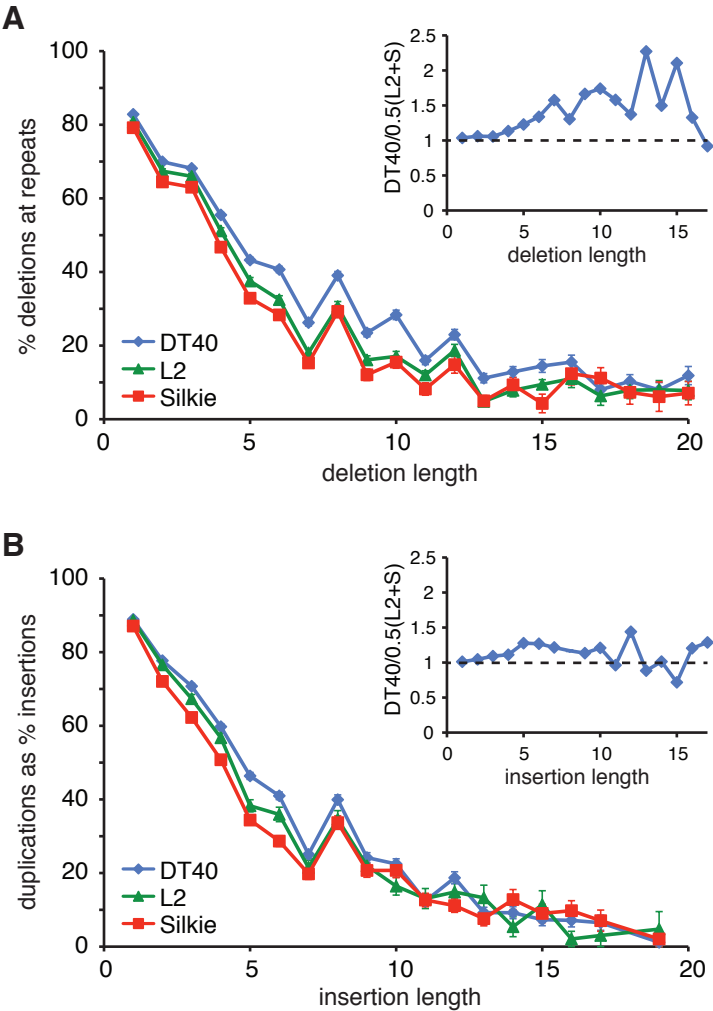 A
100
80
60
40
20
0
% deletions at repeats
0 5 10 15 20
deletion length
DT40
L2
Silkie
2.5
2
1.5
1
0.5
0
DT40/0.5(L2+S)
0 5 10 15
deletion length
B
100
80
60
40
20
0
duplications as % insertions
0 5 10 15 20
insertion length
DT40
L2
Silkie
2.5
2
1.5
1
0.5
0
DT40/0.5(L2+S)
0 5 10 15
insertion length